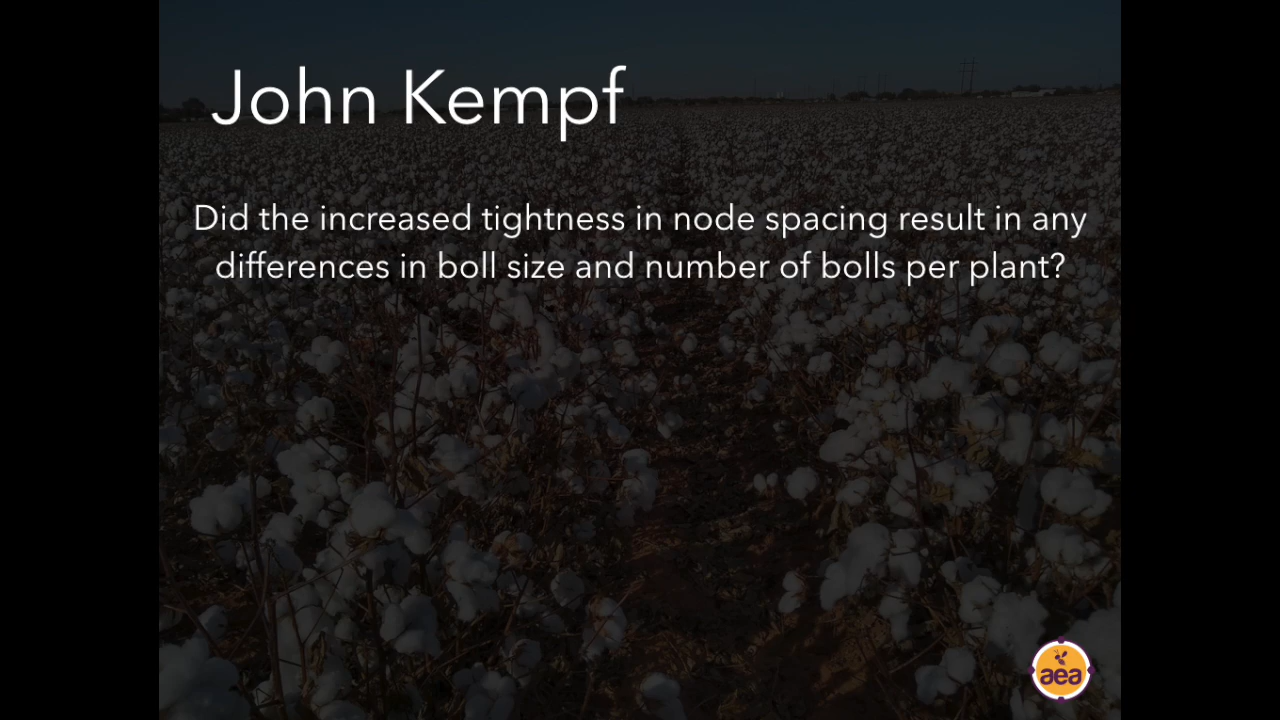 John Kempf
Did the increased tightness in node spacing result in any
differences in boll size and number of bolls per plant?
aea